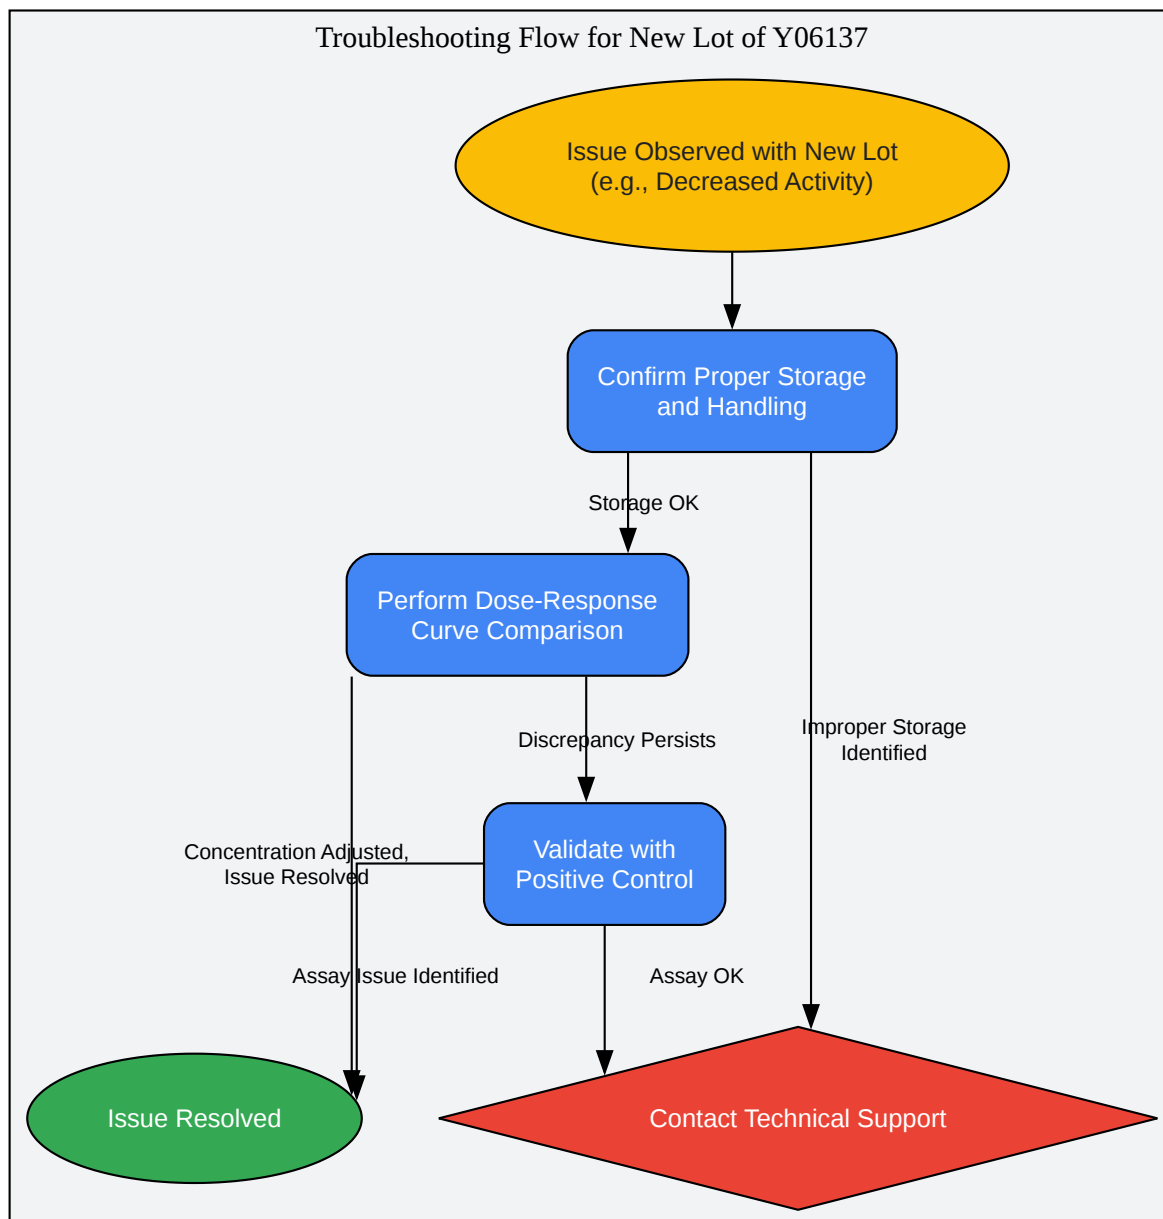 Troubleshooting Flow for New Lot of Y06137
Issue Observed with New Lot
(e.g., Decreased Activity)
Confirm Proper Storage
and Handling
Storage OK
Perform Dose-Response
Curve Comparison
Improper Storage
Identified
Discrepancy Persists
Concentration Adjusted,
Issue Resolved
Validate with
Positive Control
Assay Issue Identified
Assay OK
Issue Resolved
Contact Technical Support